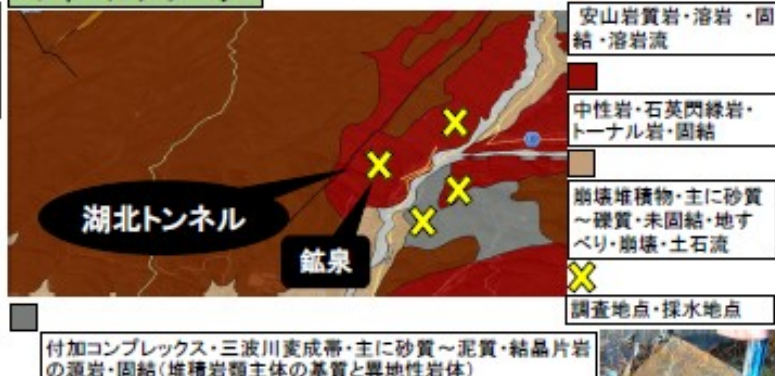 安山岩質岩・溶岩 ・固
結・溶岩流
中性岩・石英閃緑岩・
トーナル岩・固結
崩壊堆積物・主に砂質
～礫質・未固結・地す
べり・崩壊・土石流
湖北トンネル
鉱泉
調査地点・採水地点
付加コンプレックス・三波川変成帯・主に砂質～泥質・結晶片岩
の源岩・固結(堆積岩類主体の基質と異地性岩体)